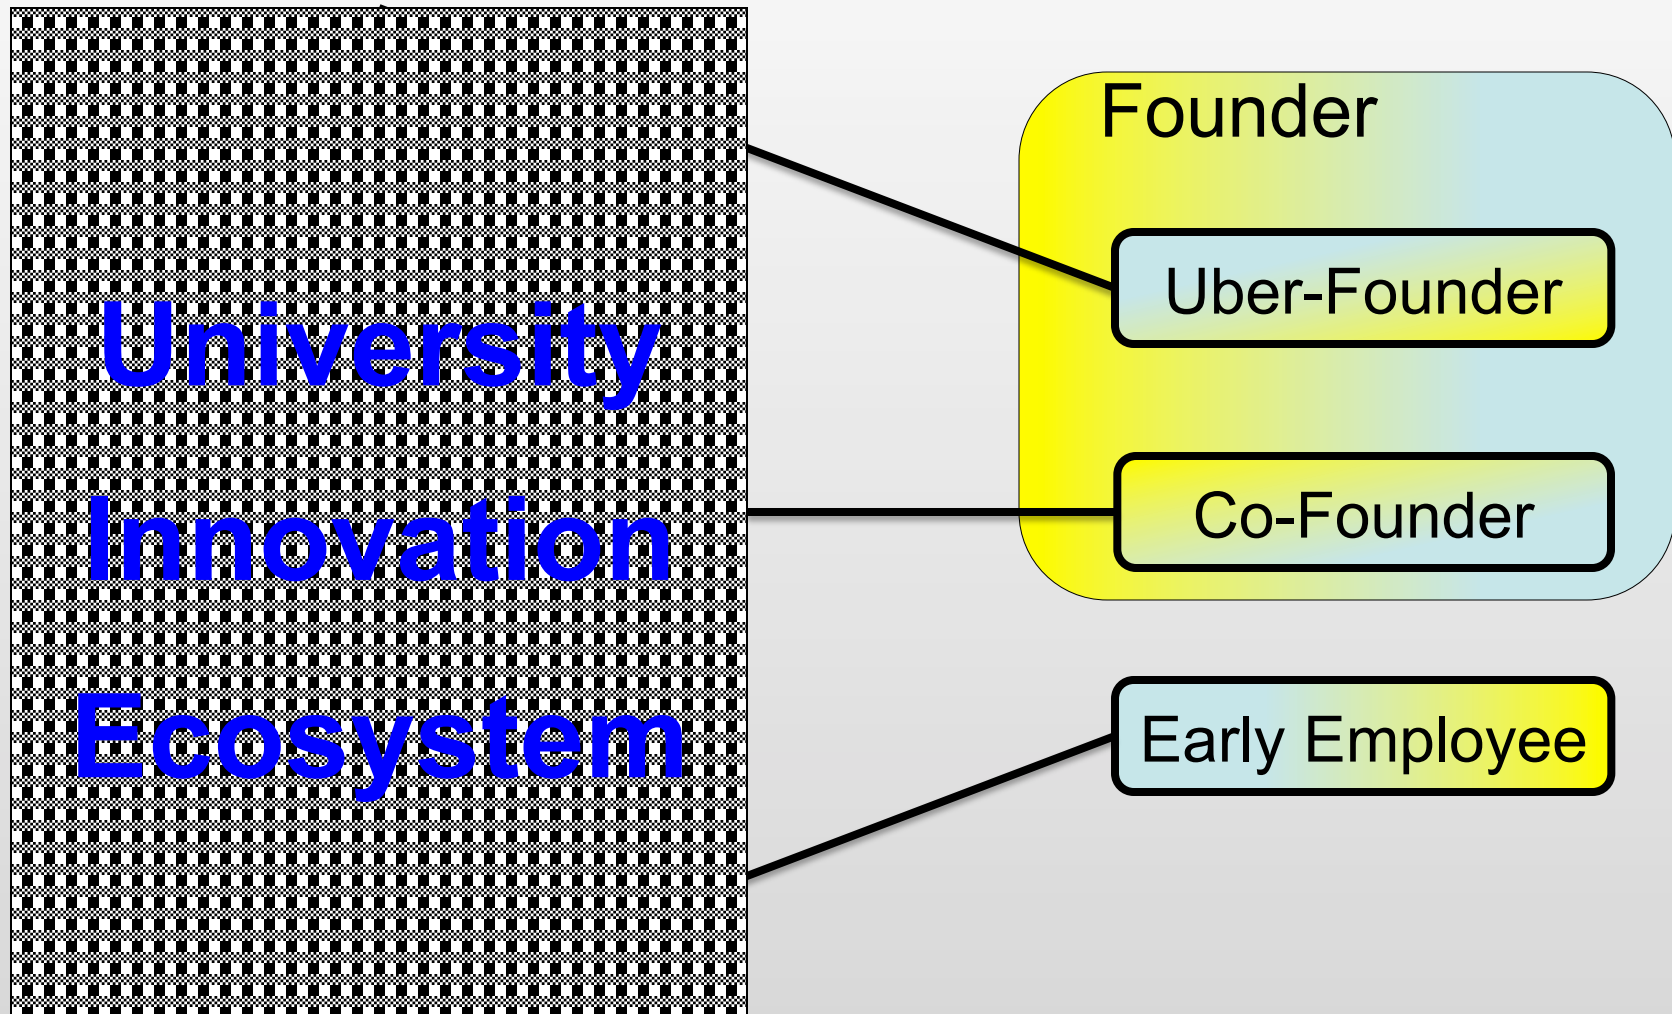 University
Innovation
Ecosystem
Founder
Uber-Founder
Co-Founder
Early Employee